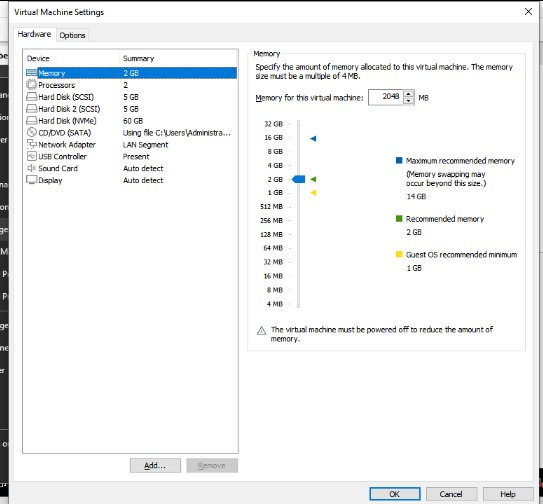 Virtual Machine Settings
Hardware Options
Device Summary
Memory 2 GB
Processors 2
Hard Disk (SCSI) 5 GB
Hard Disk 2 (SCSI) 5 GB
Hard Disk (NVMe) 60 GB
CD/DVD (SATA) Using file C:\Users\Administra...
Network Adapter LAN Segment
USB Controller Present
Sound Card Auto detect
Display Auto detect
Add... Remove
Memory
Specify the amount of memory allocated to this virtual machine. The memory
size must be a multiple of 4 MB.
Memory for this virtual machine: 2048 MB
32 GB
16 GB
8 GB
4 GB
2 GB
1 GB
512 MB
256 MB
128 MB
64 MB
32 MB
16 MB
8 MB
4 MB
Maximum recommended memory
(Memory swapping may
occur beyond this size.)
14 GB
Recommended memory
2 GB
Guest OS recommended minimum
1 GB
The virtual machine must be powered off to reduce the amount of
memory.
OK Cancel Help